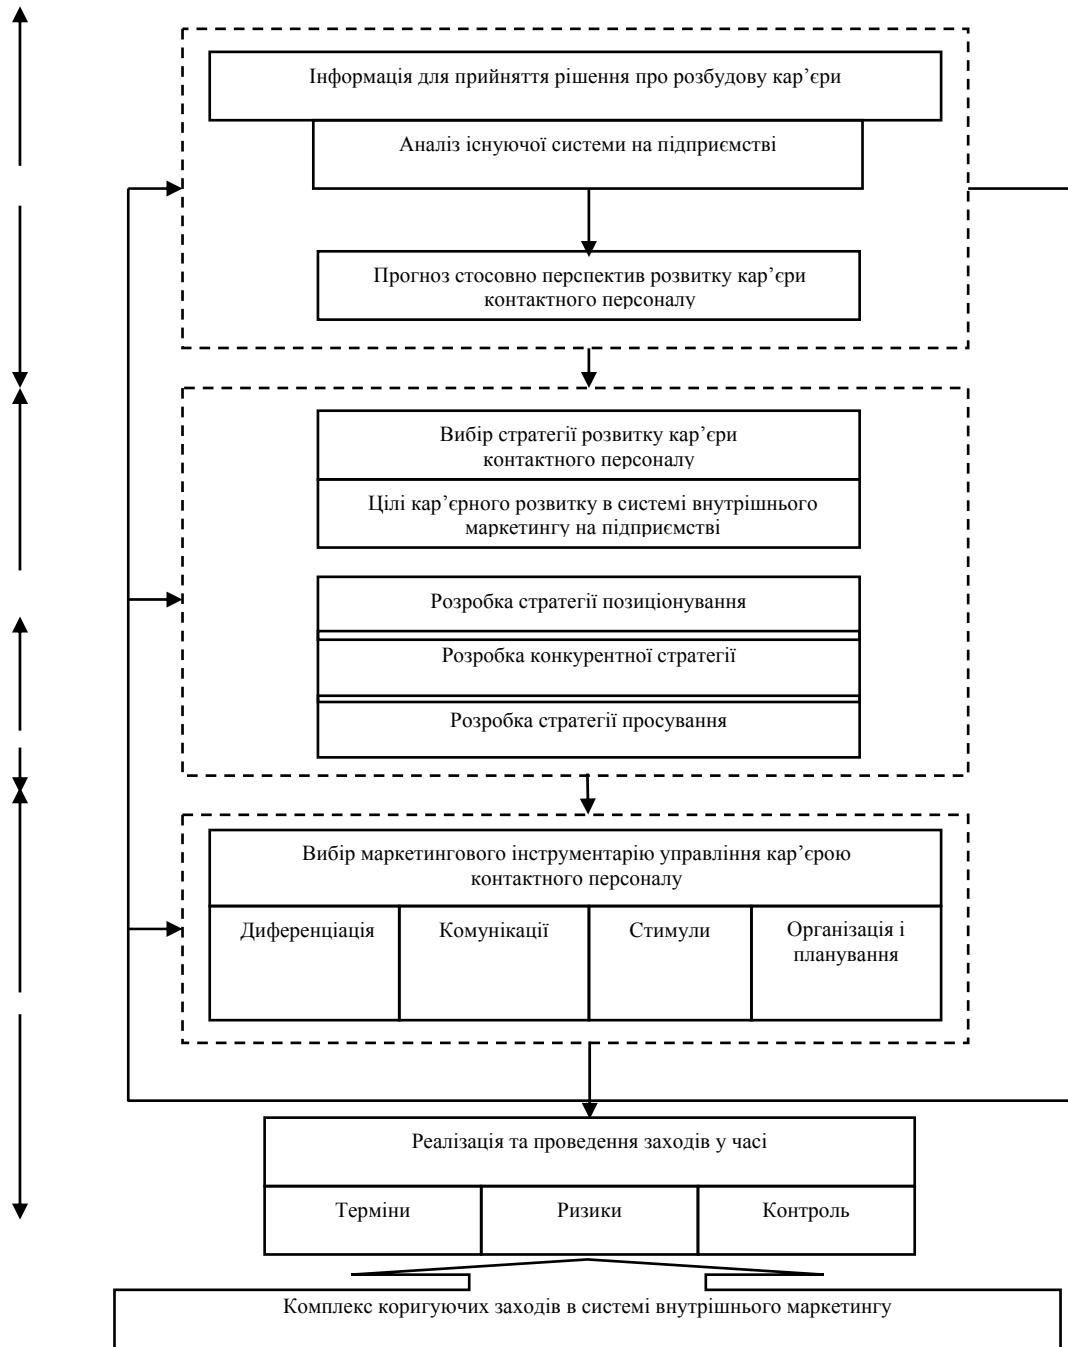 Інформація для прийняття рішення про розбудову кар’єри
Аналіз існуючої системи на підприємстві
Прогноз стосовно перспектив розвитку кар’єри
контактного персоналу
Вибір стратегії розвитку кар’єри
контактного персоналу
Цілі кар’єрного розвитку в системі внутрішнього
маркетингу на підприємстві
Розробка стратегії позиціонування
Розробка конкурентної стратегії
Розробка стратегії просування
Вибір маркетингового інструментарію управління кар’єрою
контактного персоналу
Диференціація
Комунікації
Стимули
Організація і
планування
Реалізація та проведення заходів у часі
Терміни
Ризики
Контроль
Комплекс коригуючих заходів в системі внутрішнього маркетингу